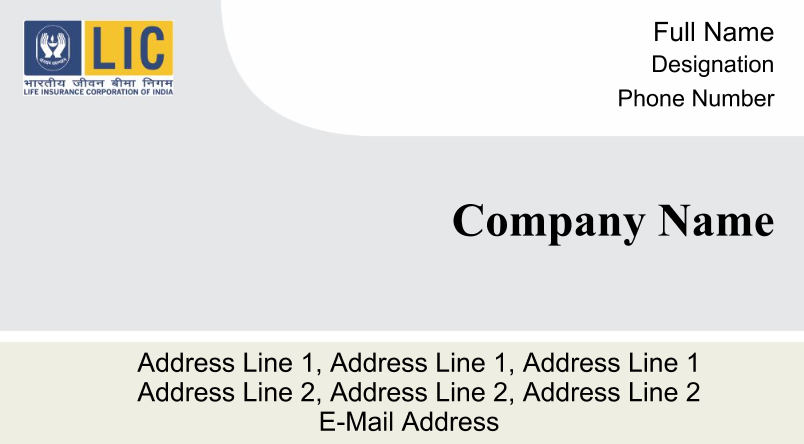 LIC
भारतीय जीवन बीमा निगम
LIFE INSURANCE CORPORATION OF INDIA
Full Name
Designation
Phone Number
Company Name
Address Line 1, Address Line 1, Address Line 1
Address Line 2, Address Line 2, Address Line 2
E-Mail Address